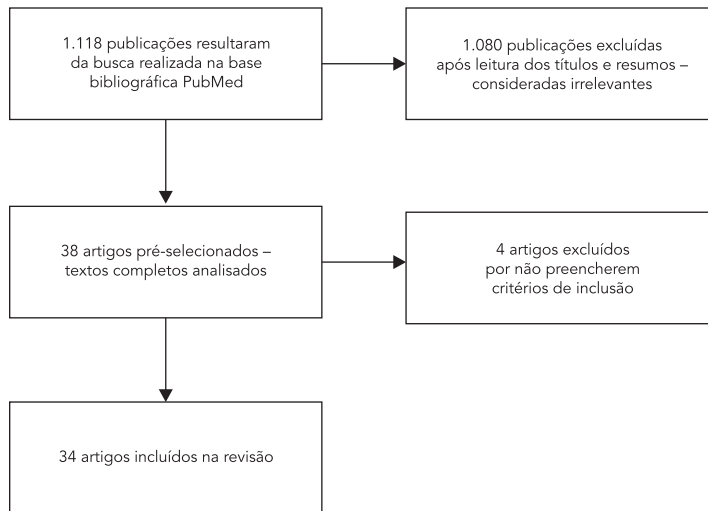 1.118 publicações resultaram
da busca realizada na base
bibliográfica PubMed
1.080 publicações excluídas
após leitura dos títulos e resumos –
consideradas irrelevantes
38 artigos pré-selecionados –
textos completos analisados
4 artigos excluídos
por não preencherem
critérios de inclusão
34 artigos incluídos na revisão